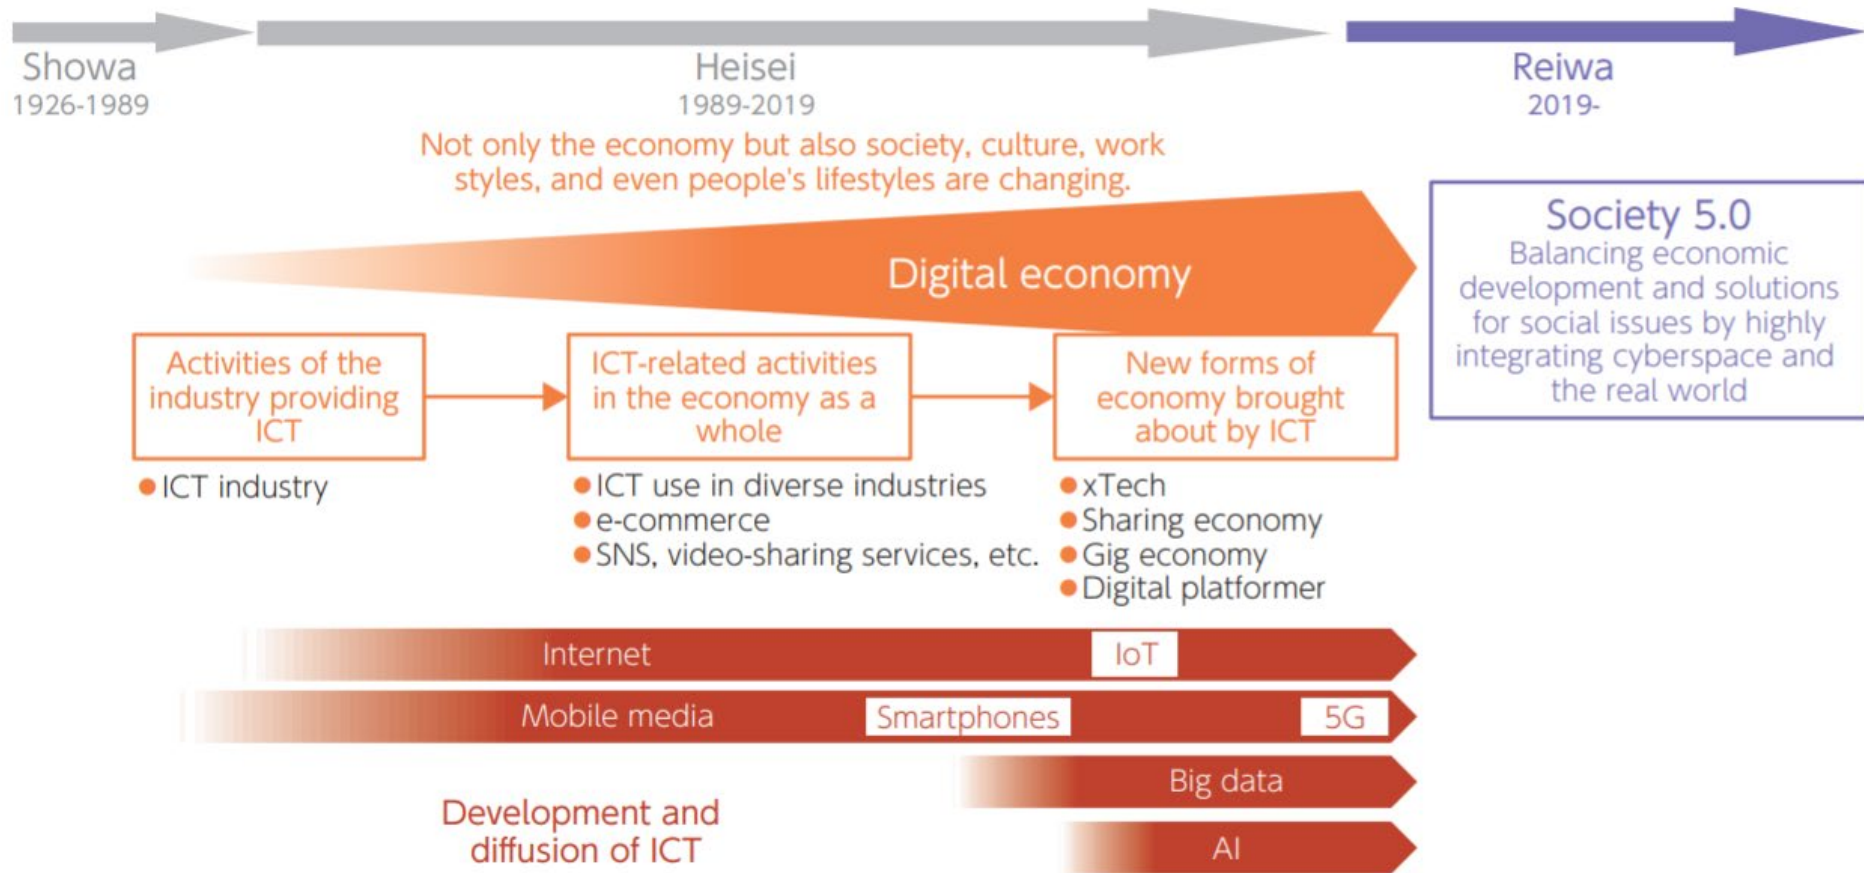 Showa
1926-1989
Heisei
1989-2019
Reiwa
2019-
Not only the economy but also society, culture, work
styles, and even people's lifestyles are changing.
Digital economy
Society 5.0
Balancing economic
development and solutions
for social issues by highly
integrating cyberspace and
the real world
Activities of the
industry providing
ICT
ICT-related activities
in the economy as a
whole
New forms of
economy brought
about by ICT
●ICT industry
●ICT use in diverse industries
●e-commerce
●SNS, video-sharing services, etc.
●xTech
●Sharing economy
●Gig economy
●Digital platformer
Internet
IoT
Mobile media
Smartphones
5G
Big data
AI
Development and
diffusion of ICT